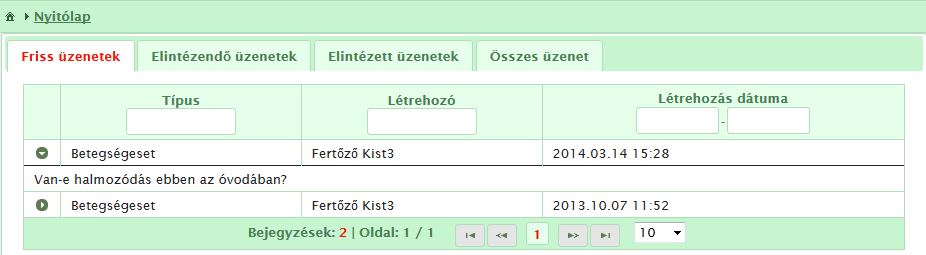 Nyitólap
Friss üzenetek Elintézendő üzenetek Elintézett üzenetek Összes üzenet
Típus Létrehozó Létrehozás dátuma
-
Betegségeset Fertőző Kist3 2014.03.14 15:28
Van-e halmozódás ebben az óvodában?
Betegségeset Fertőző Kist3 2013.10.07 11:52
Bejegyzések: 2 | Oldal: 1 / 1 1 10